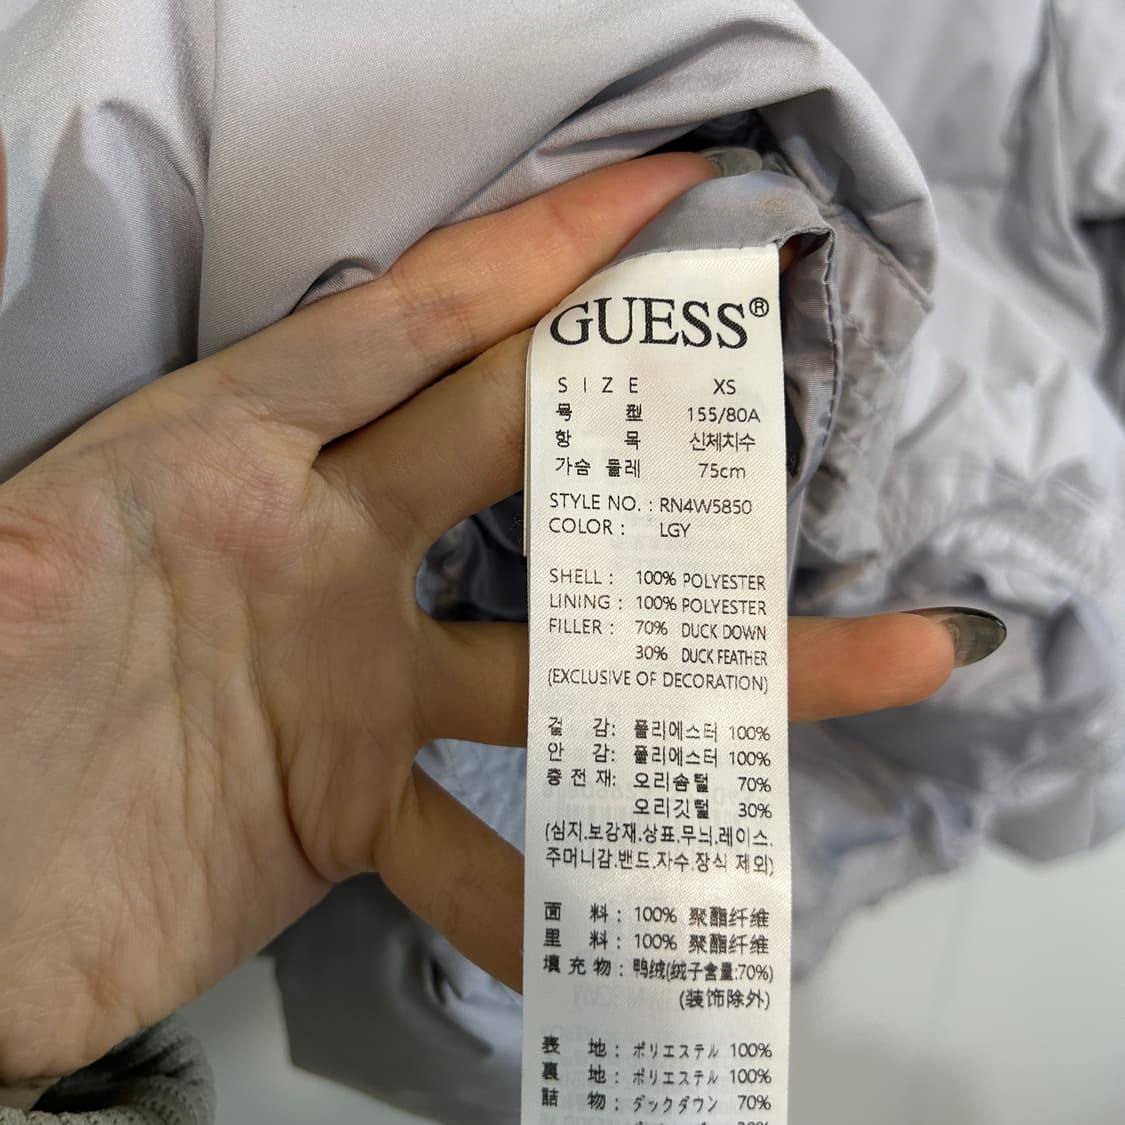 GUESS®
SIZE XS
号 型 155/80A
항 목 신체치수
가슴 둘레 75cm
STYLE NO. : RN4W5850
COLOR : LGY
SHELL : 100% POLYESTER
LINING : 100% POLYESTER
FILLER : 70% DUCK DOWN
30% DUCK FEATHER
(EXCLUSIVE OF DECORATION)
겉 감: 폴리에스터 100%
안 감: 폴리에스터 100%
충 전 재: 오리솜털 70%
오리깃털 30%
(심지.보강재.상표.무늬.레이스.
주머니감.밴드.자수.장식 제외)
面 料 : 100% 聚酯纤维
里 料 : 100% 聚酯纤维
填 充 物 : 鸭绒(绒子含量:70%)
(装饰除外)
表 地 : ポリエステル 100%
裏 地 : ポリエステル 100%
詰 物 : ダックダウン 70%